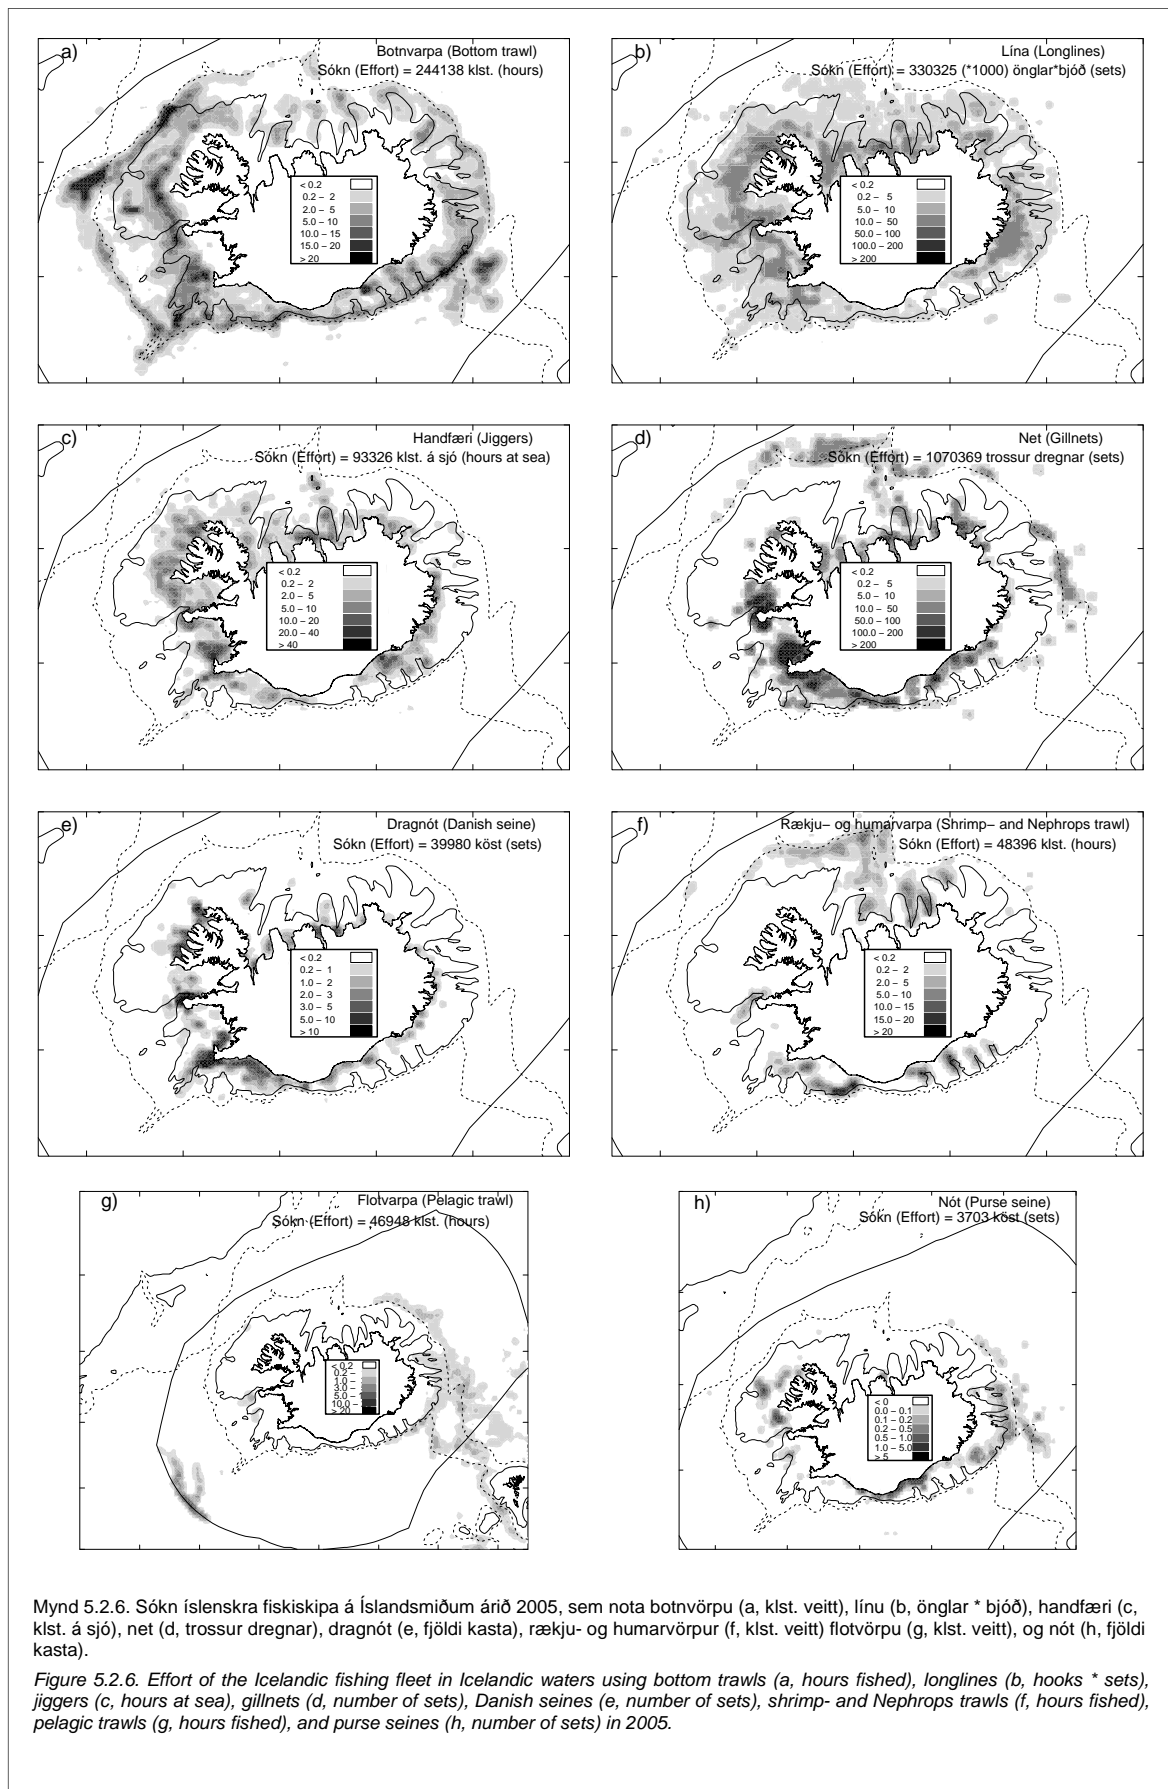 a)
Botnvarpa (Bottom trawl)
Sókn (Effort) = 244138 klst. (hours)
< 0.2
0.2 – 2
2.0 – 5
5.0 – 10
10.0 – 15
15.0 – 20
> 20
b)
Lína (Longlines)
Sókn (Effort) = 330325 (*1000) önglar*bjóð (sets)
< 0.2
0.2 – 5
5.0 – 10
10.0 – 50
50.0 – 100
100.0 – 200
> 200
c)
Handfæri (Jiggers)
Sókn (Effort) = 93326 klst. á sjó (hours at sea)
< 0.2
0.2 – 2
2.0 – 5
5.0 – 10
10.0 – 20
20.0 – 40
> 40
d)
Net (Gillnets)
Sókn (Effort) = 1070369 trossur dregnar (sets)
< 0.2
0.2 – 5
5.0 – 10
10.0 – 50
50.0 – 100
100.0 – 200
> 200
e)
Dragnót (Danish seine)
Sókn (Effort) = 39980 köst (sets)
< 0.2
0.2 – 1
1.0 – 2
2.0 – 3
3.0 – 5
5.0 – 10
> 10
f)
Rækju– og humarvarpa (Shrimp– and Nephrops trawl)
Sókn (Effort) = 48396 klst. (hours)
< 0.2
0.2 – 2
2.0 – 5
5.0 – 10
10.0 – 15
15.0 – 20
> 20
g)
Flotvarpa (Pelagic trawl)
Sókn (Effort) = 46948 klst. (hours)
< 0.2
0.2 –
1.0 –
3.0 –
5.0
10.0 –
> 20
h)
Nót (Purse seine)
Sókn (Effort) = 3703 köst (sets)
< 0
0.0 – 0.1
0.1 – 0.2
0.2 – 0.5
0.5 – 1.0
1.0 – 5.0
> 5
Mynd 5.2.6. Sókn íslenskra fiskiskipa á Íslandsmiðum árið 2005, sem nota botnvörpu (a, klst. veitt), línu (b, önglar * bjóð), handfæri (c,
klst. á sjó), net (d, trossur dregnar), dragnót (e, fjöldi kasta), rækju- og humarvörpur (f, klst. veitt) flotvörpu (g, klst. veitt), og nót (h, fjöldi
kasta).
Figure 5.2.6. Effort of the Icelandic fishing fleet in Icelandic waters using bottom trawls (a, hours fished), longlines (b, hooks * sets),
jiggers (c, hours at sea), gillnets (d, number of sets), Danish seines (e, number of sets), shrimp- and Nephrops trawls (f, hours fished),
pelagic trawls (g, hours fished), and purse seines (h, number of sets) in 2005.